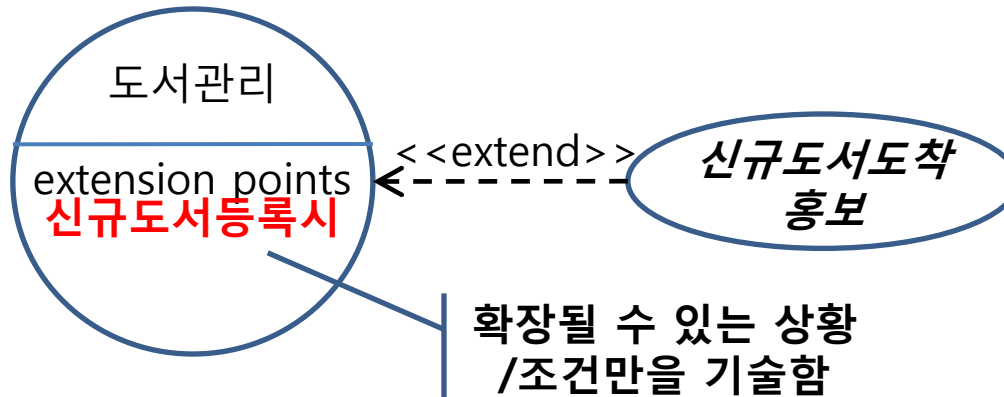 도서관리
extension points
신규도서등록시
<<extend>>
신규도서도착
홍보
확장될 수 있는 상황
/조건만을 기술함